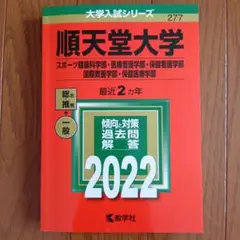 大学入試シリーズ
277
順天堂大学
スポーツ健康科学部・医療看護学部・保健看護学部
国際教養学部・保健医療学部
最近2カ年
総合
推薦
+
一般
傾向と対策
過去問
解答
2022
教学社